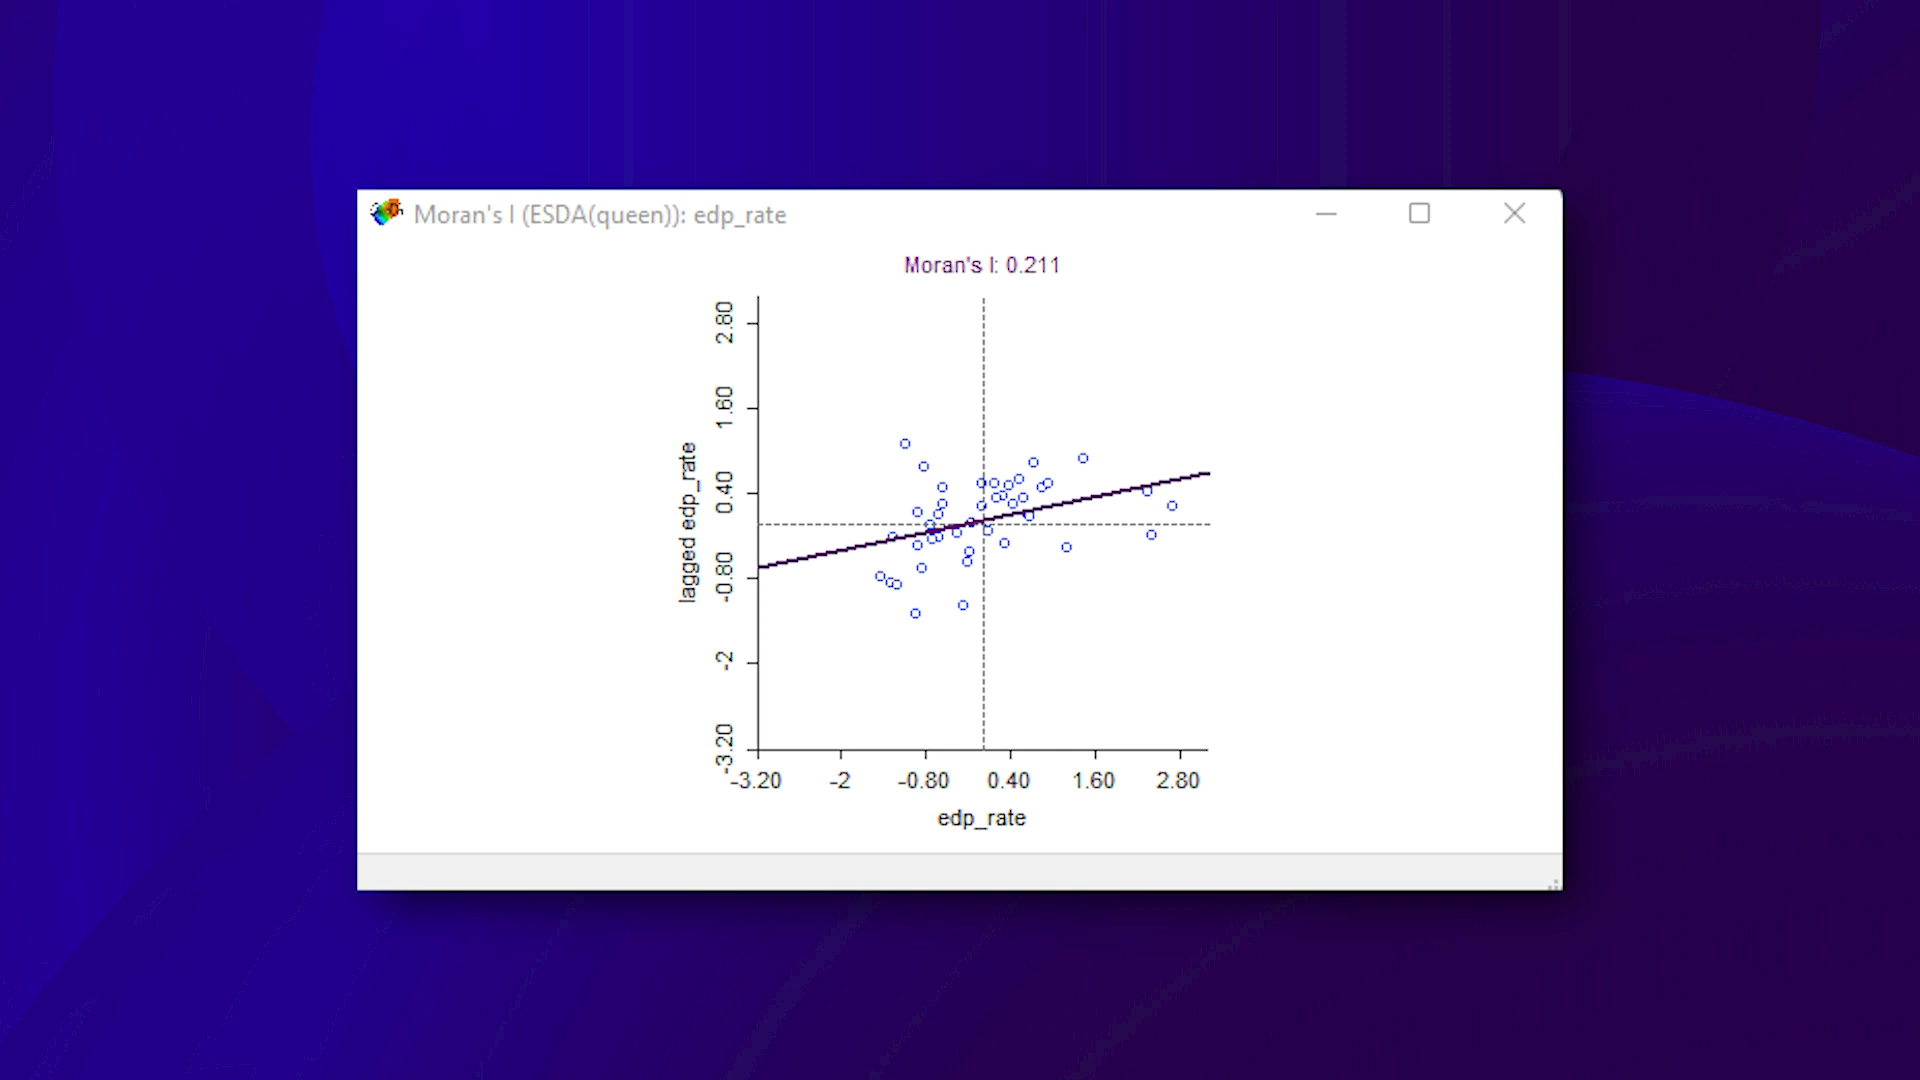 Moran's I (ESDA(queen)): edp_rate
Moran's I: 0.211
2.80
1.60
0.40
-0.80
-2
-3.20
lagged edp_rate
-3.20 -2 -0.80 0.40 1.60 2.80
edp_rate